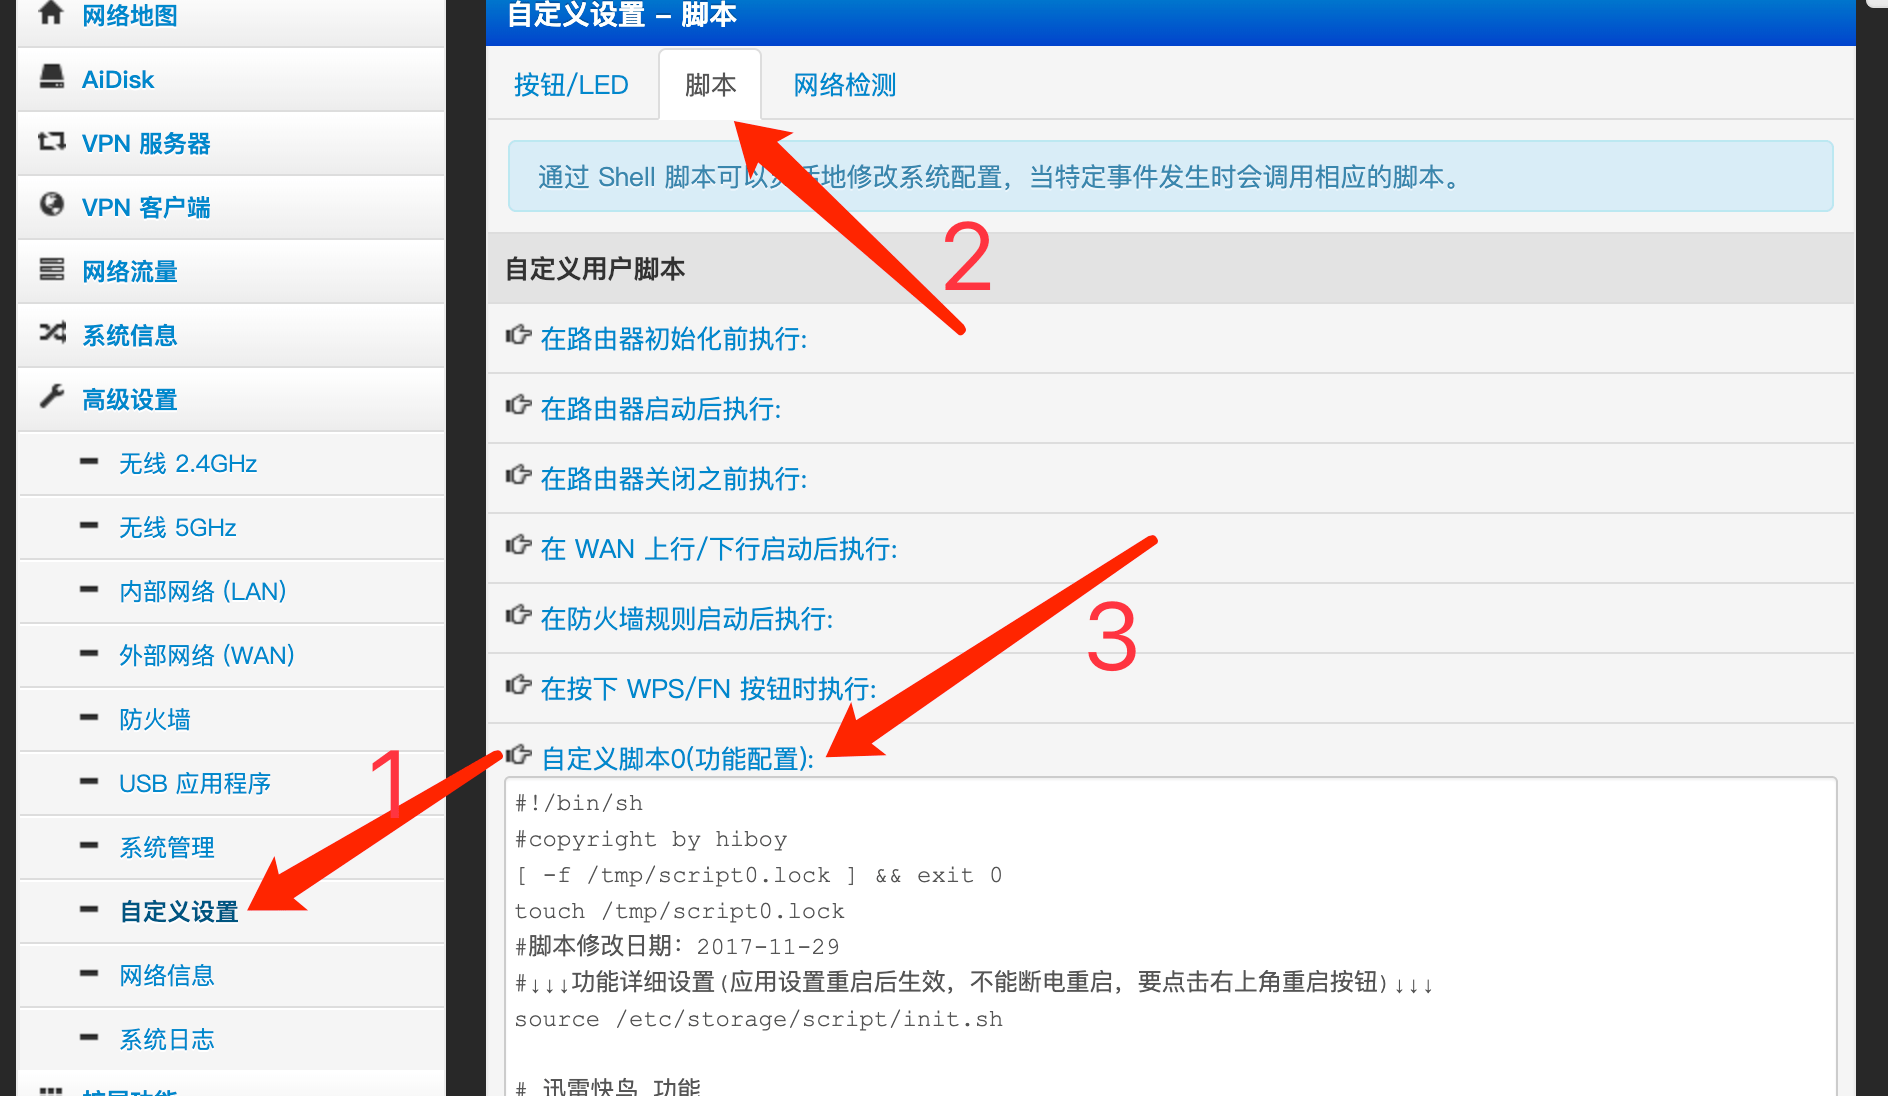 网络地图
AiDisk
VPN 服务器
VPN 客户端
网络流量
系统信息
高级设置
无线 2.4GHz
无线 5GHz
内部网络 (LAN)
外部网络 (WAN)
防火墙
USB 应用程序
系统管理
自定义设置
网络信息
系统日志
扩展功能
1
自定义设置 – 脚本
按钮/LED
脚本
网络检测
通过 Shell 脚本可以灵活地修改系统配置，当特定事件发生时会调用相应的脚本。
2
自定义用户脚本
在路由器初始化前执行:
在路由器启动后执行:
在路由器关闭之前执行:
在 WAN 上行/下行启动后执行:
在防火墙规则启动后执行:
3
在按下 WPS/FN 按钮时执行:
自定义脚本0(功能配置):
#!/bin/sh
#copyright by hiboy
[ -f /tmp/script0.lock ] && exit 0
touch /tmp/script0.lock
#脚本修改日期：2017-11-29
#↓↓↓功能详细设置(应用设置重启后生效，不能断电重启，要点击右上角重启按钮)↓↓↓
source /etc/storage/script/init.sh
# 迅雷快鸟 功能